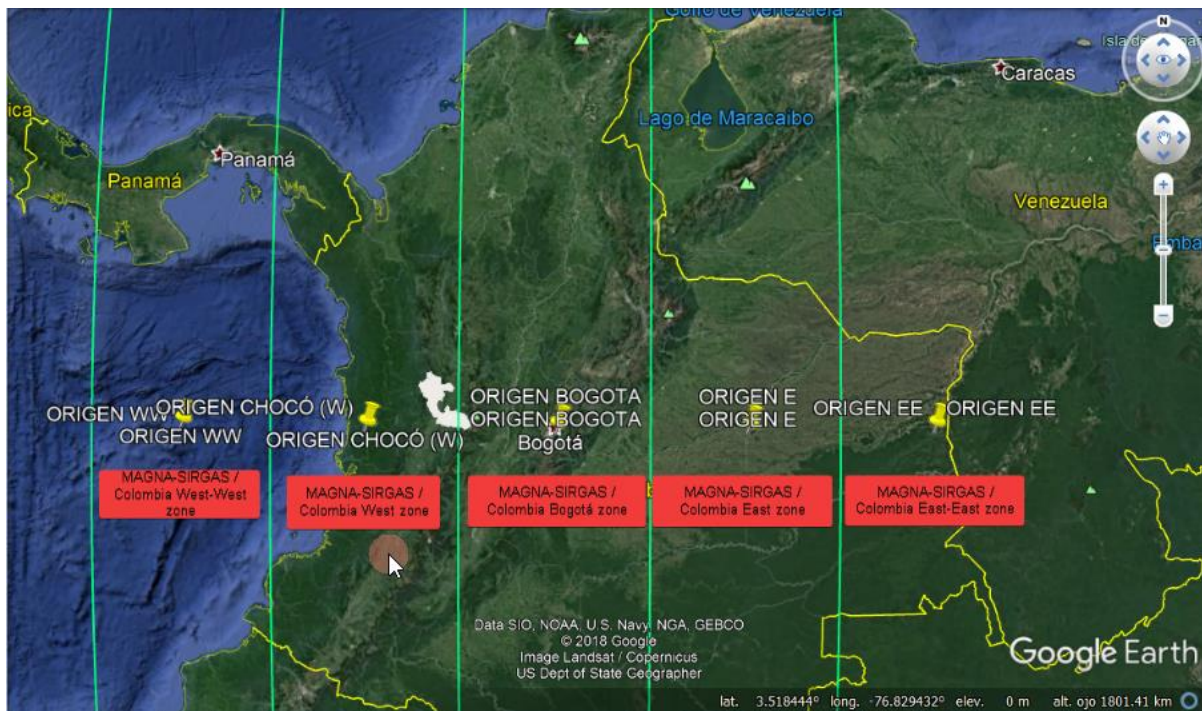 Golfo de Venezuela
Isla de
Caracas
ica
Lago de Maracaibo
Panamá
Panamá
Venezuela
ORIGEN WW
ORIGEN CHOCÓ (W)
ORIGEN WW
ORIGEN CHOCÓ (W)
ORIGEN BOGOTA
ORIGEN BOGOTA
Bogotá
ORIGEN E
ORIGEN E
ORIGEN EE
ORIGEN EE
MAGNA-SIRGAS /
Colombia West-West
zone
MAGNA-SIRGAS /
Colombia West zone
MAGNA-SIRGAS /
Colombia Bogotá zone
MAGNA-SIRGAS /
Colombia East zone
MAGNA-SIRGAS /
Colombia East-East zone
Data SIO, NOAA, U.S. Navy, NGA, GEBCO
© 2018 Google
Image Landsat / Copernicus
US Dept of State Geographer
Google Earth
lat. 3.518444° long. -76.829432° elev. 0 m alt. ojo 1801.41 km
N